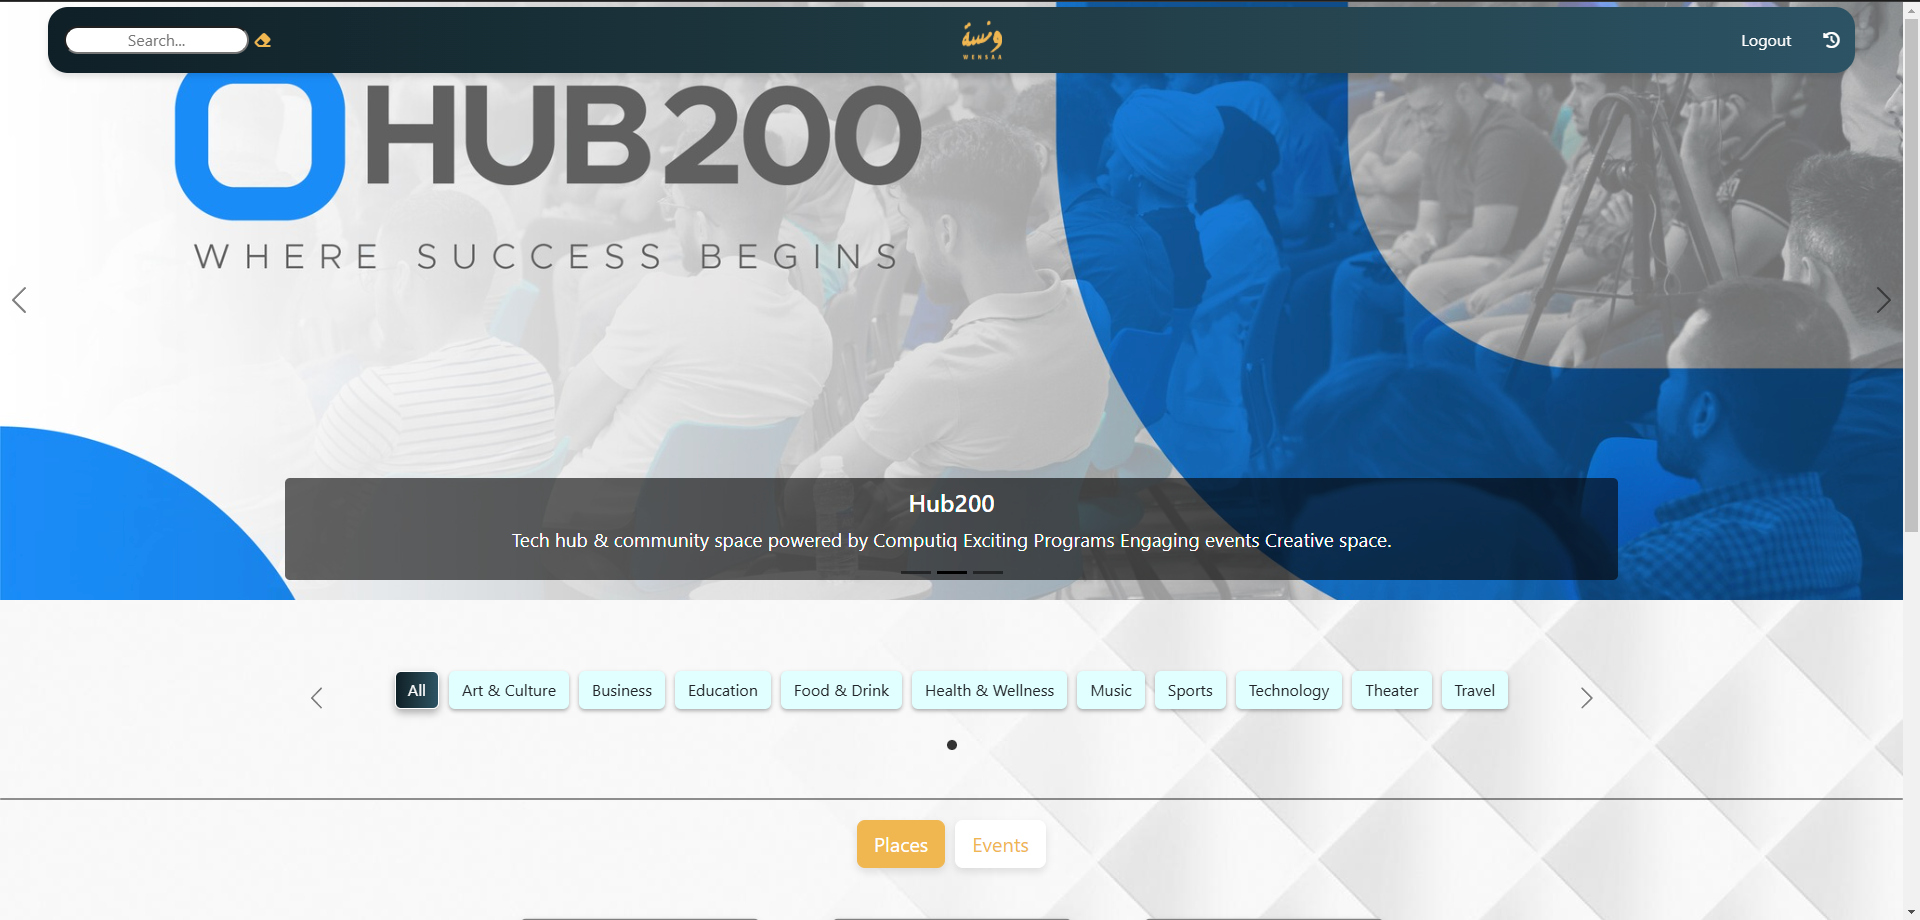 Search...
ونسة
WENSAA
Logout
HUB200
WHERE SUCCESS BEGINS
Hub200
Tech hub & community space powered by Computiq Exciting Programs Engaging events Creative space.
All
Art & Culture
Business
Education
Food & Drink
Health & Wellness
Music
Sports
Technology
Theater
Travel
Places
Events